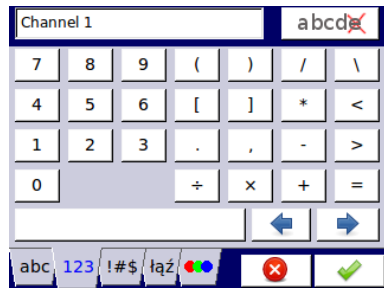 Channel 1 abcde
7 8 9 ( ) / \
4 5 6 [ ] * <
1 2 3 . , - >
0 ÷ × + =
abc 123 !#$ łąź